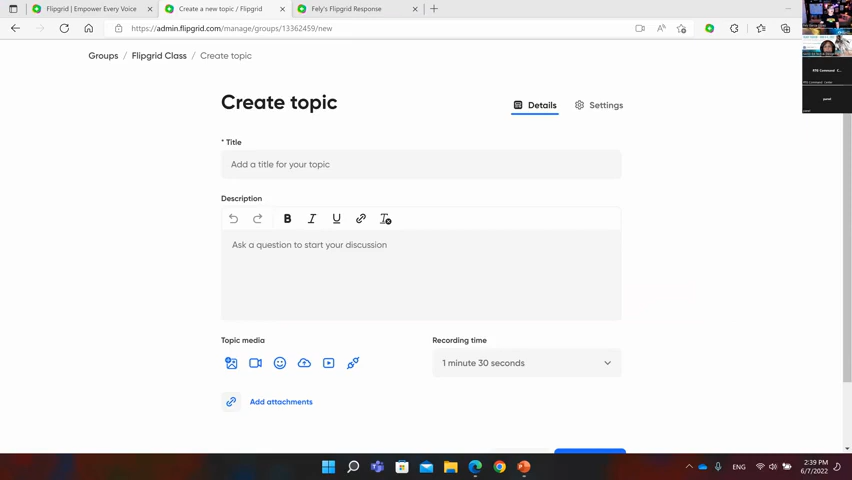 Flipgrid | Empower Every Voice
Create a new topic / Flipgrid
Fely's Flipgrid Response
https://admin.flipgrid.com/manage/groups/13362459/new
Groups / Flipgrid Class / Create topic
Create topic
Details
Settings
* Title
Add a title for your topic
Description
B I U
Ask a question to start your discussion
Topic media
Recording time
1 minute 30 seconds
Add attachments
RTU Command C...
panel
ENG
2:39 PM
6/7/2022